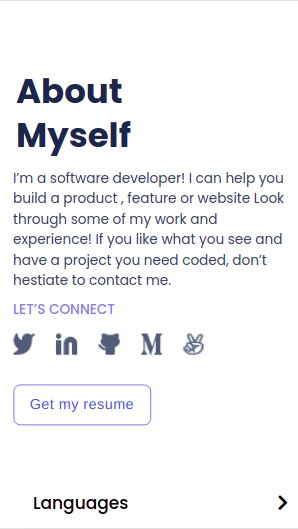 About
Myself
I’m a software developer! I can help you
build a product , feature or website Look
through some of my work and
experience! If you like what you see and
have a project you need coded, don’t
hestiate to contact me.
LET’S CONNECT
Get my resume
Languages